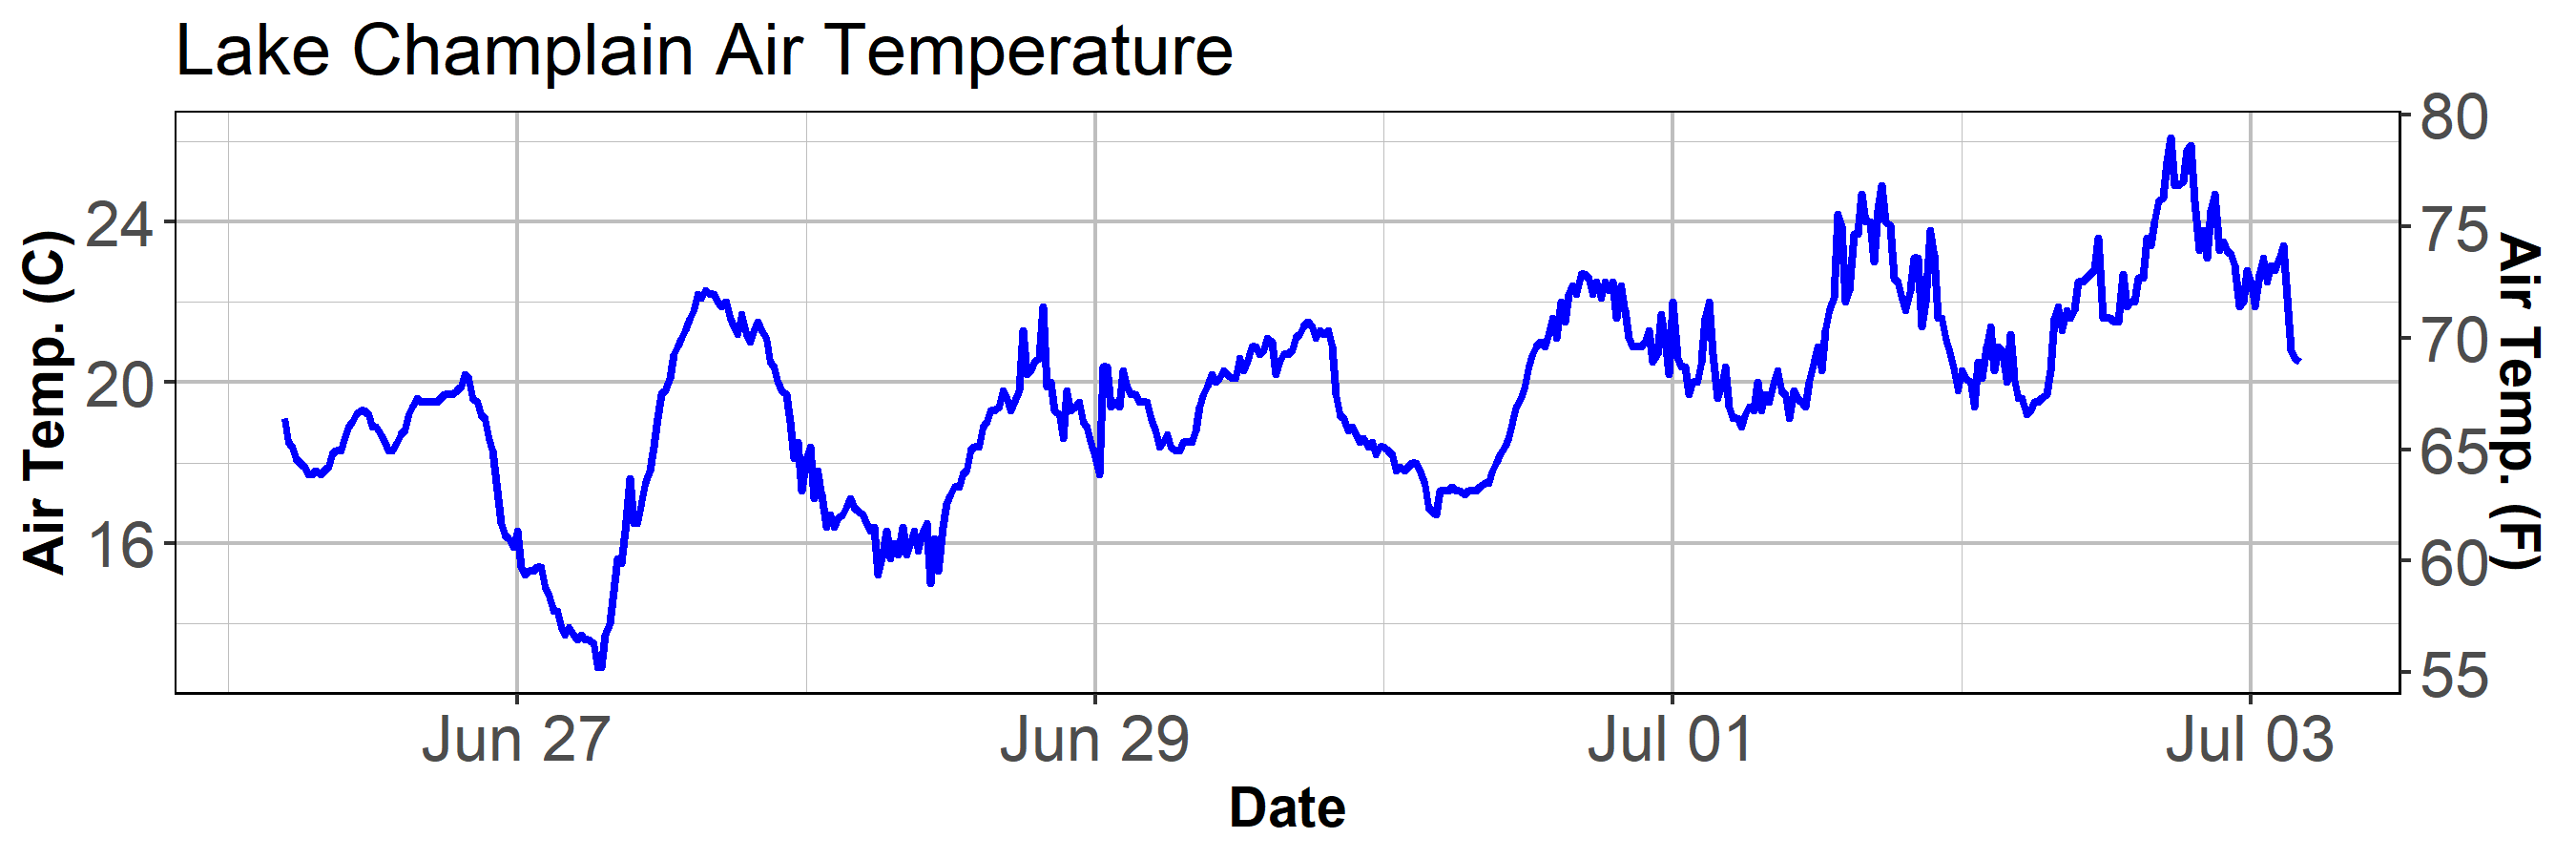 Lake Champlain Air Temperature
Air Temp. (C)
24
20
16
80
75
70
65
60
55
Air Temp. (F)
Jun 27
Jun 29
Jul 01
Jul 03
Date